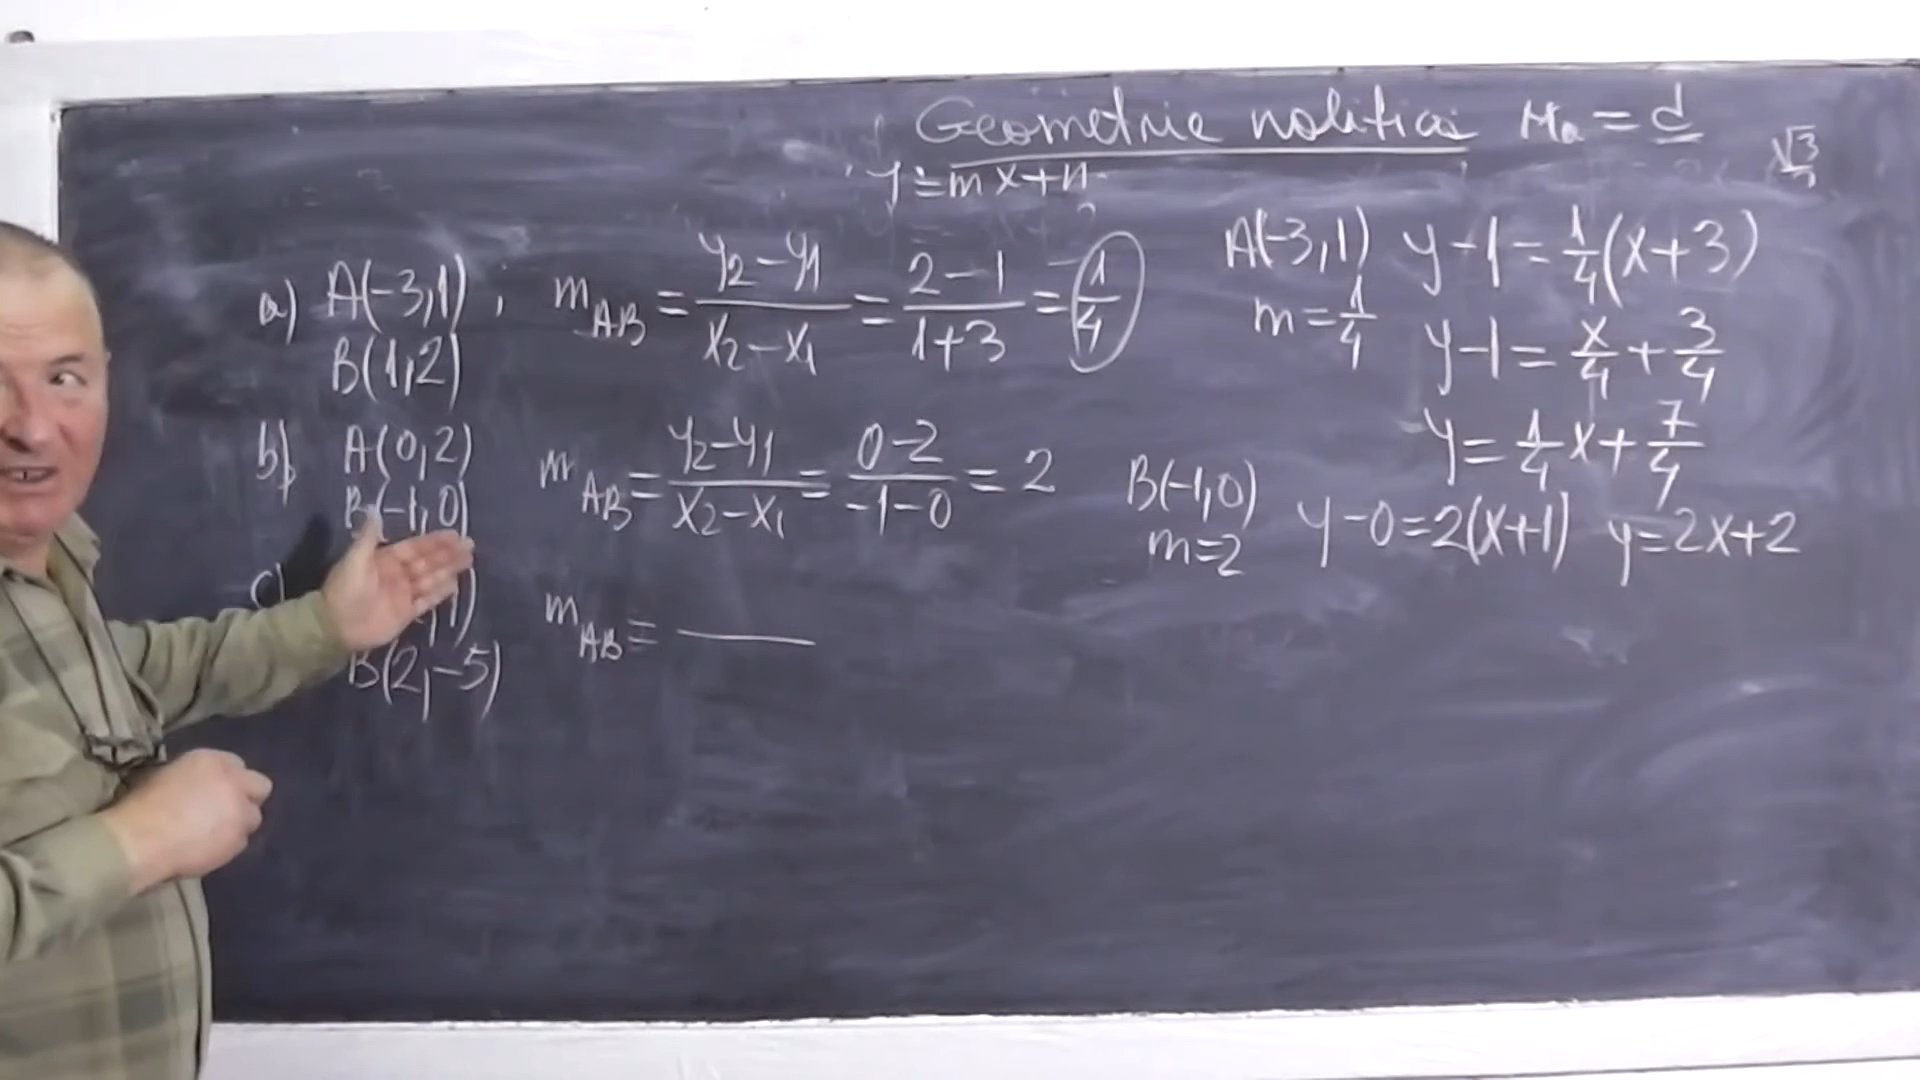 Geometrie
y = mx+n
a) A(-3,1), m_AB = (y2-y1)/(x2-x1) = (2-1)/(1+3) = 1/4
B(1,2)
A(-3,1) y-1 = 1/4(x+3)
m = 1/4 y-1 = x/4 + 3/4
y = 1/4x + 7/4
b) A(0,2) m_AB = (y2-y1)/(x2-x1) = (0-2)/(-1-0) = 2
B(-1,0)
B(-1,0) y-0=2(x+1) y=2x+2
m=2
c) ,1) m_AB =
B(2,-5)